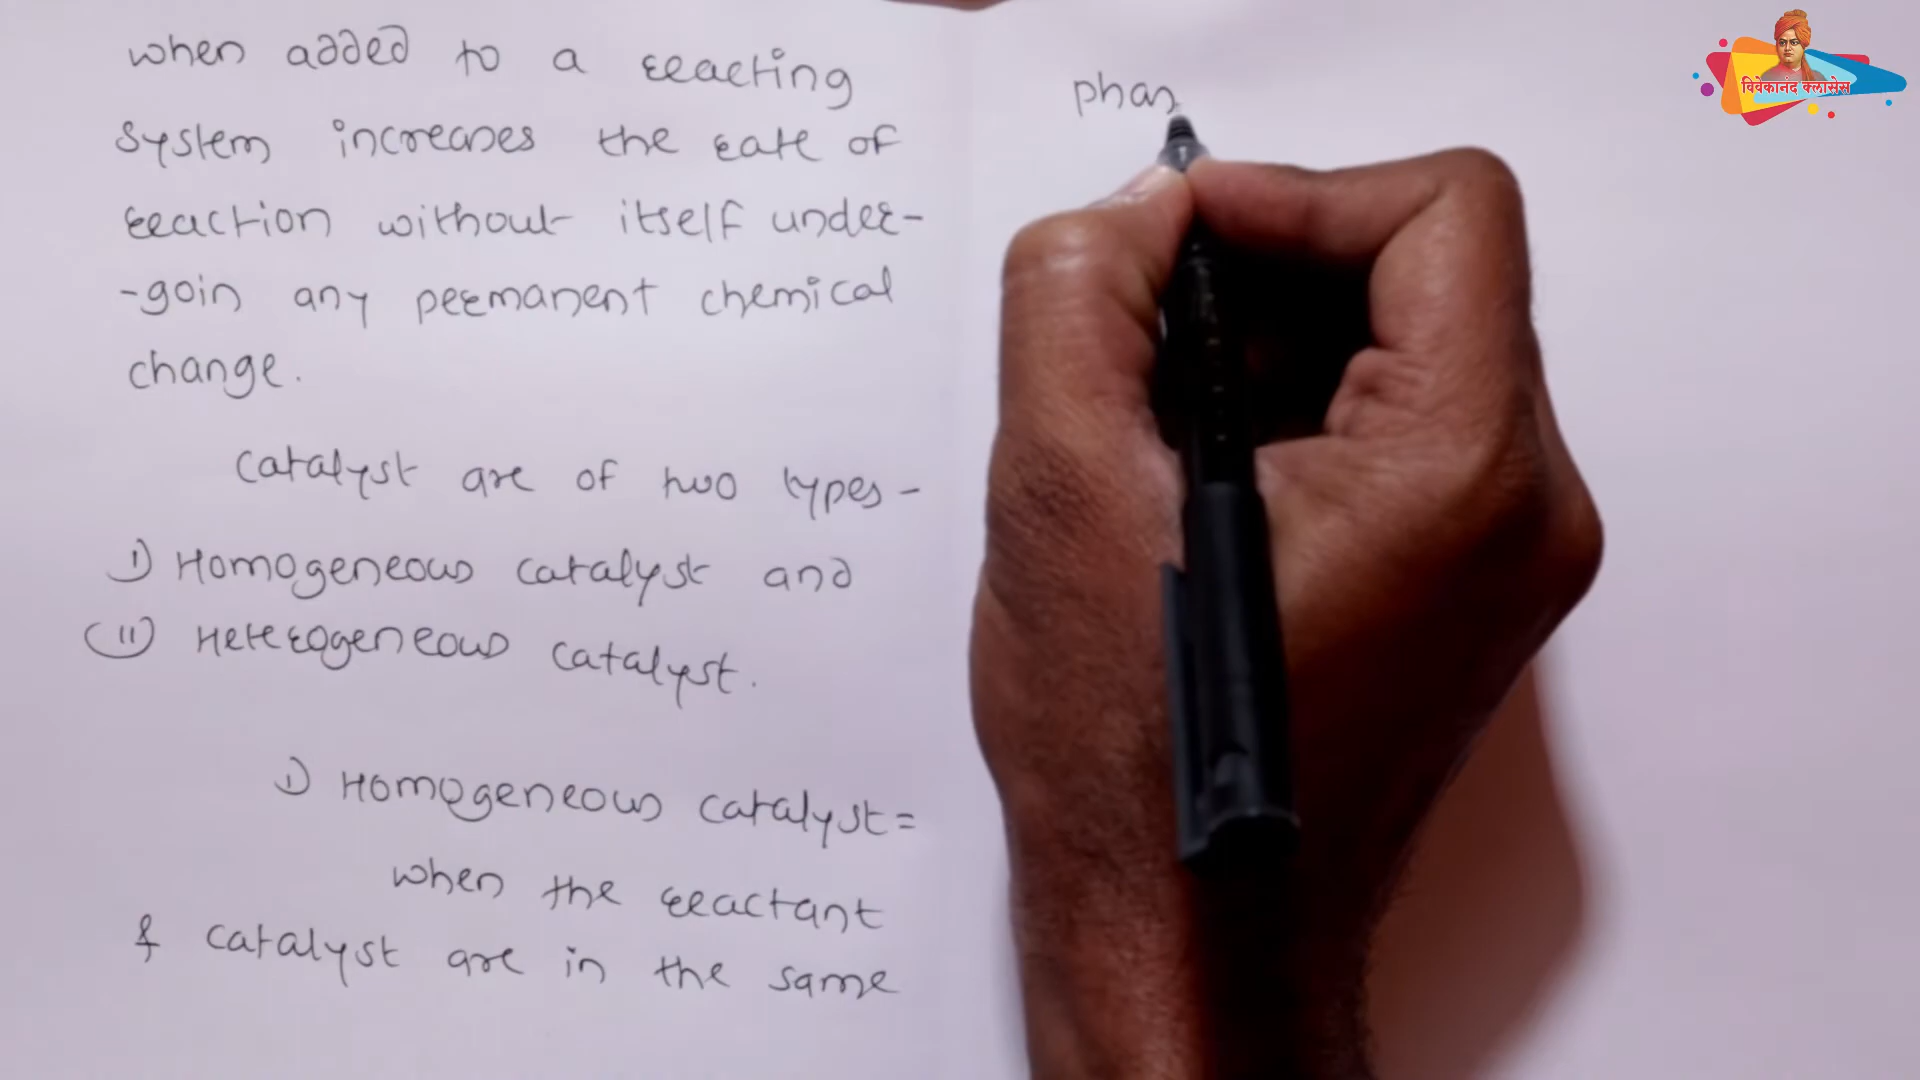 when added to a reacting
system increases the rate of
reaction without itself under-
-goin any permanent chemical
change.
catalyst are of two types-
I) Homogeneous catalyst and
(II) Heterogeneous catalyst.
I) Homogeneous catalyst=
when the reactant
& catalyst are in the same
phas
विवेकानंद क्लासेस